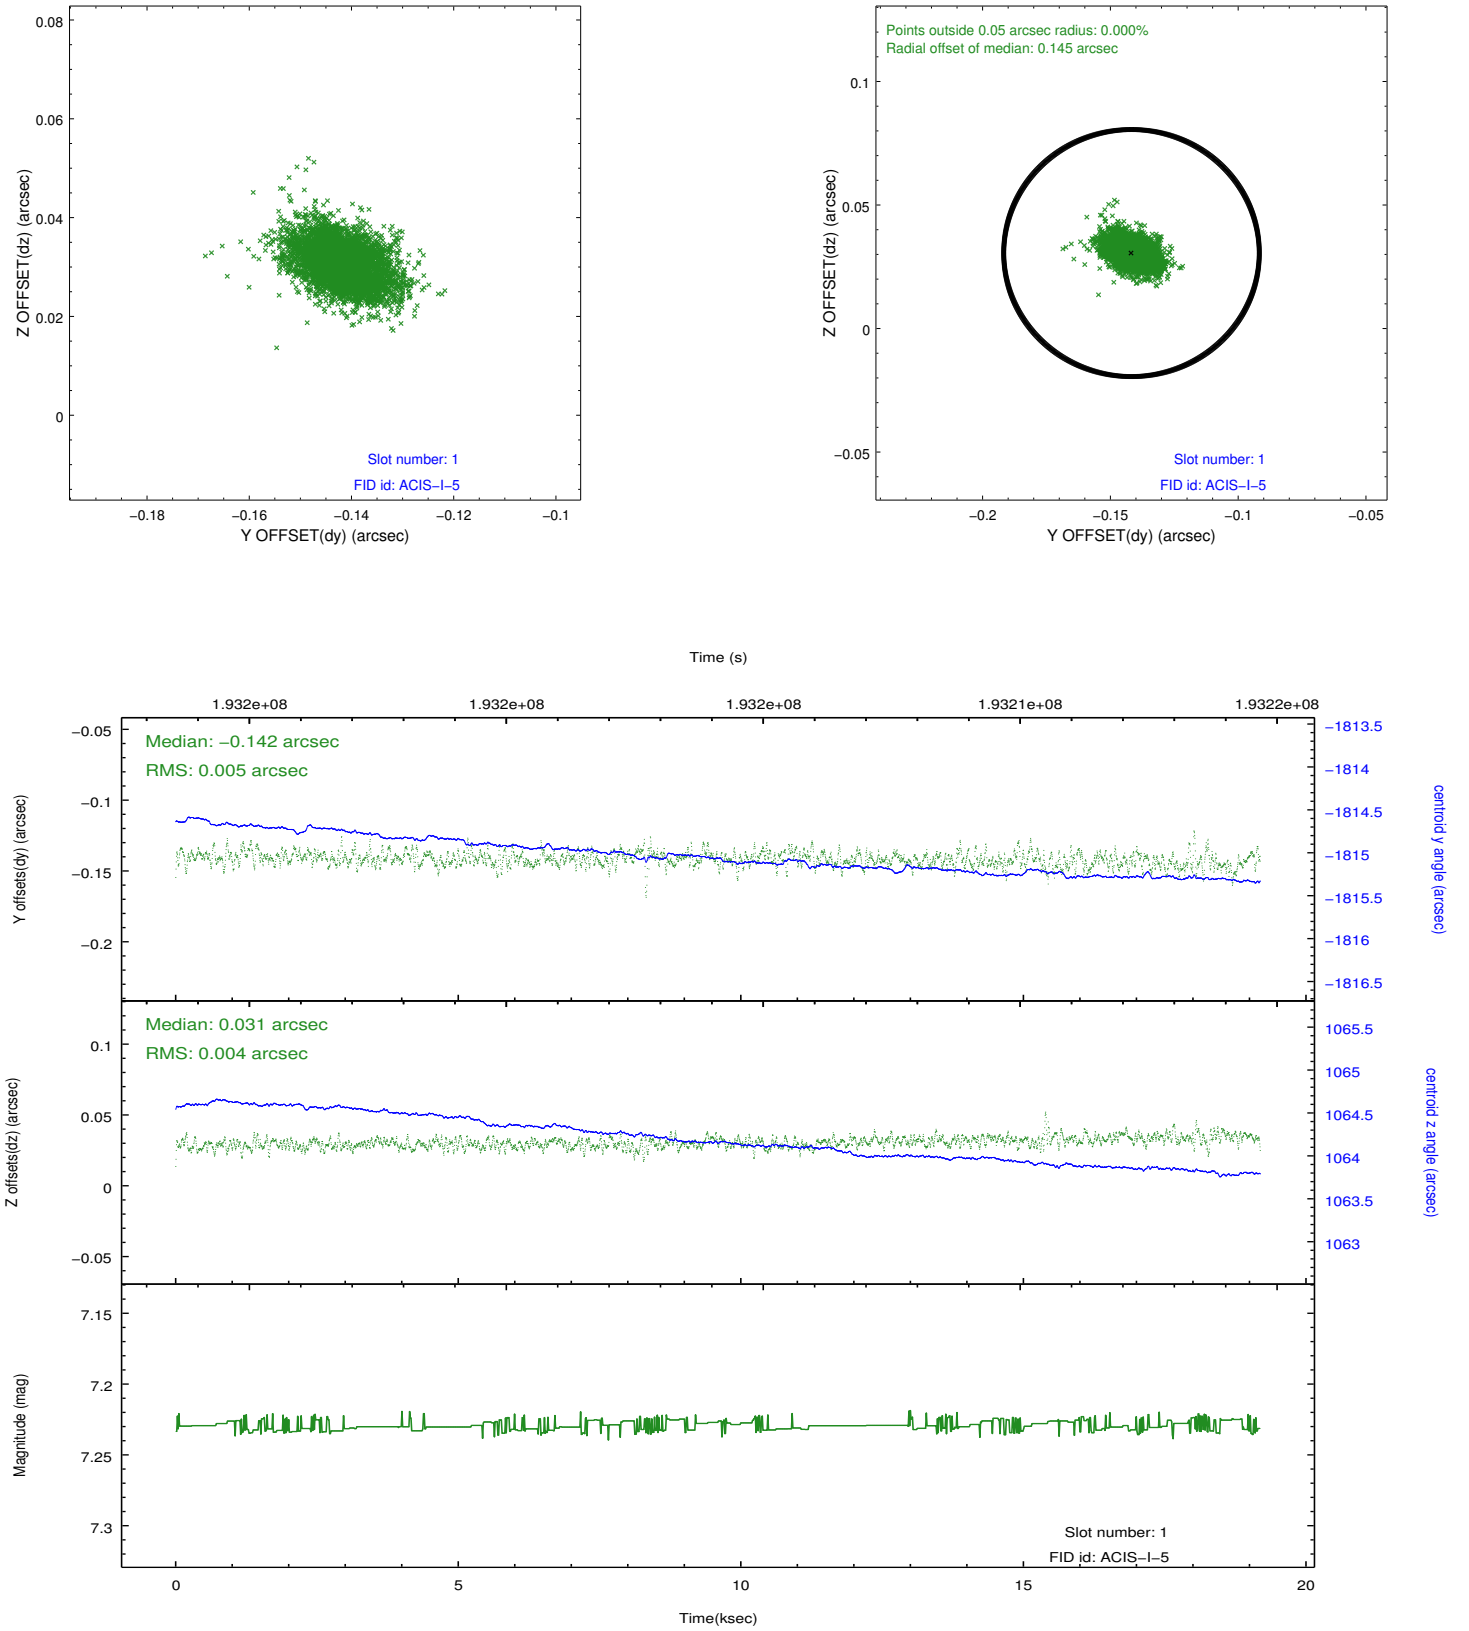 0.08
0.06
0.04
0.02
0
Z OFFSET(dz) (arcsec)
Slot number: 1
FID id: ACIS−I−5
−0.18
−0.16
−0.14
−0.12
−0.1
Y OFFSET(dy) (arcsec)
Points outside 0.05 arcsec radius: 0.000%
Radial offset of median: 0.145 arcsec
0.1
0.05
0
−0.05
Z OFFSET(dz) (arcsec)
Slot number: 1
FID id: ACIS−I−5
−0.2
−0.15
−0.1
−0.05
Y OFFSET(dy) (arcsec)
Time (s)
1.932e+08
1.932e+08
1.932e+08
1.9321e+08
1.9322e+08
Median: −0.142 arcsec
RMS: 0.005 arcsec
−0.05
−0.1
−0.15
−0.2
Y offsets(dy) (arcsec)
−1813.5
−1814
−1814.5
−1815
−1815.5
−1816
−1816.5
centroid y angle (arcsec)
Median: 0.031 arcsec
RMS: 0.004 arcsec
0.1
0.05
0
−0.05
Z offsets(dz) (arcsec)
1065.5
1065
1064.5
1064
1063.5
1063
centroid z angle (arcsec)
7.15
7.2
7.25
7.3
Magnitude (mag)
Slot number: 1
FID id: ACIS−I−5
0
5
10
15
20
Time(ksec)